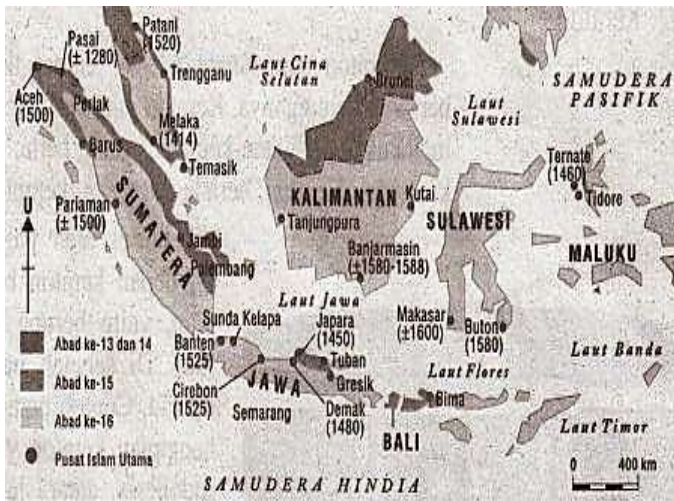 Patani
(1520)
Pasai
(± 1280)
Trengganu
Laut Cina
Selatan
Brunei
SAMUDERA
PASIFIK
Aceh
(1500)
Perlak
Laut
Sulawesi
Melaka
(1414)
Barus
Temasik
Ternate
(1460)
Tidore
KALIMANTAN
Kutai
SULAWESI
Pariaman
(± 1500)
SUMATERA
Tanjungpura
U
Jambi
MALUKU
Banjarmasin
(±1580-1588)
Palembang
Laut Jawa
Sunda Kelapa
Japara
(1450)
Makasar
(±1600)
Buton
(1580)
Banten
(1525)
Tuban
Laut Banda
Abad ke-13 dan 14
Abad ke-15
Abad ke-16
Pusat Islam Utama
JAWA
Gresik
Laut Flores
Cirebon
(1525)
Semarang
Demak
(1480)
Bima
BALI
Laut Timor
0 400 km
SAMUDERA HINDIA